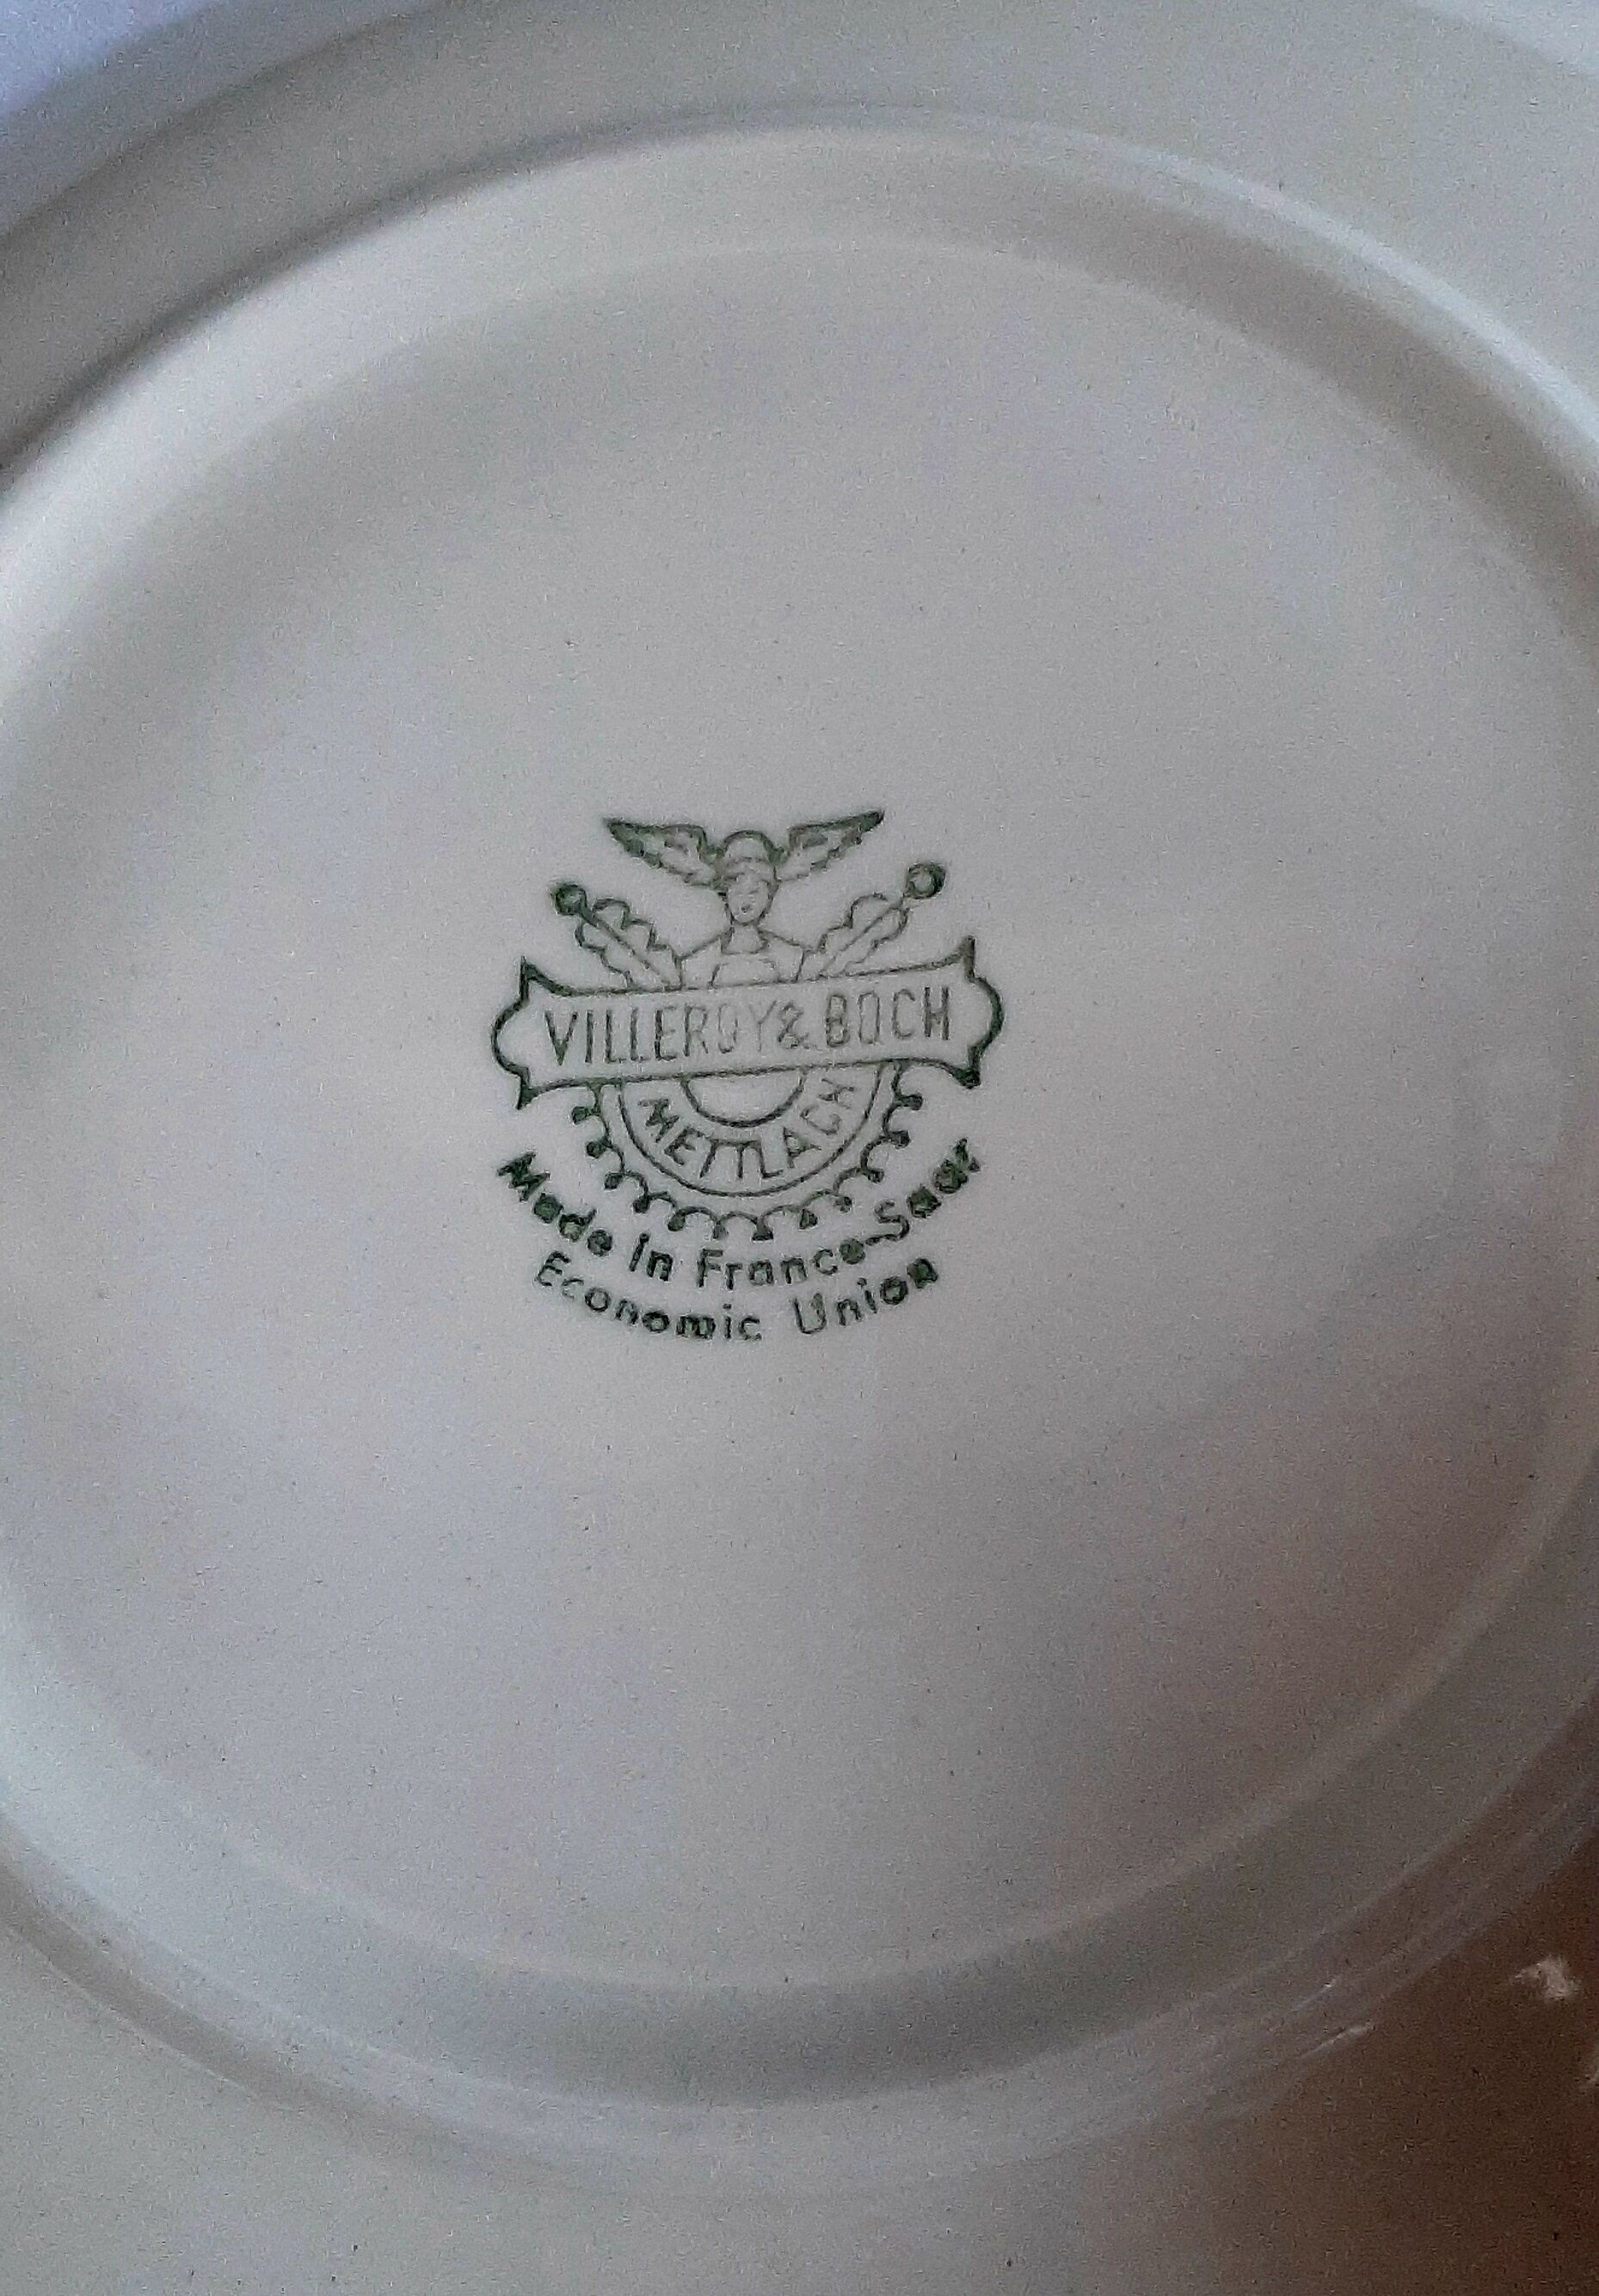 VILLEROY & BOCH
METTLACH
Made in France-Saar
Economic Union